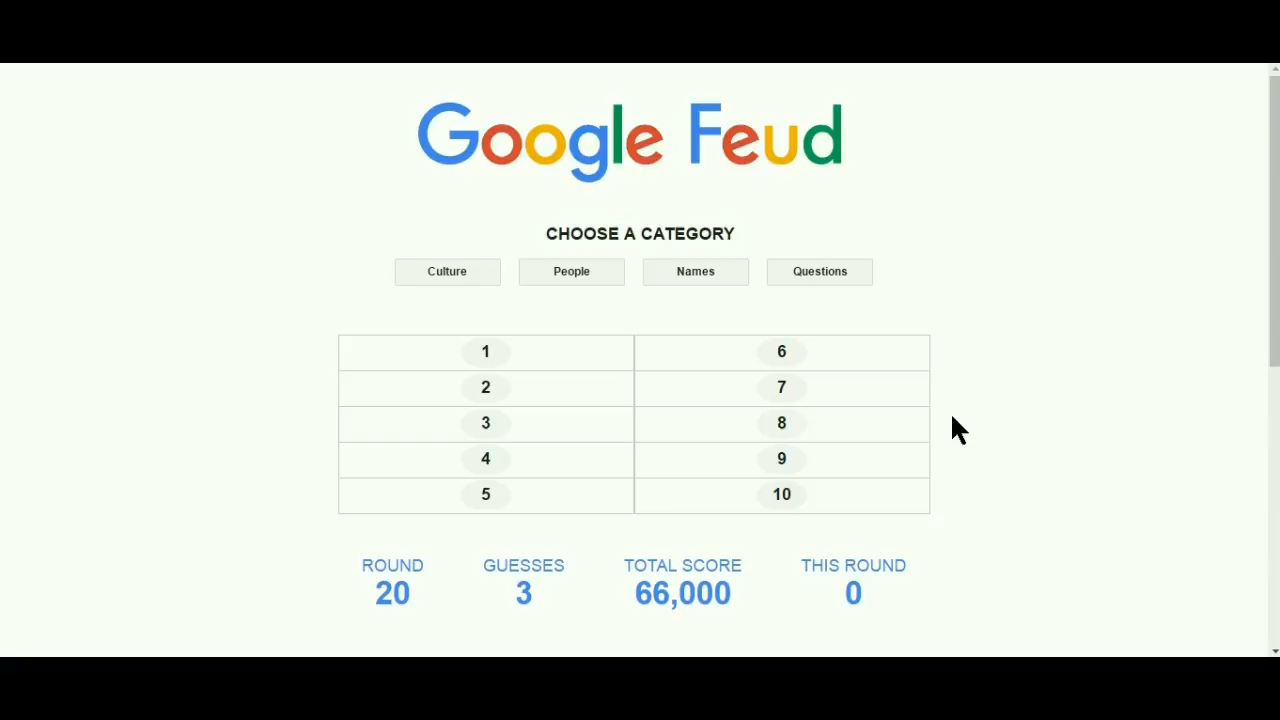 Google Feud
CHOOSE A CATEGORY
Culture People Names Questions
1 6
2 7
3 8
4 9
5 10
ROUND GUESSES TOTAL SCORE THIS ROUND
20 3 66,000 0